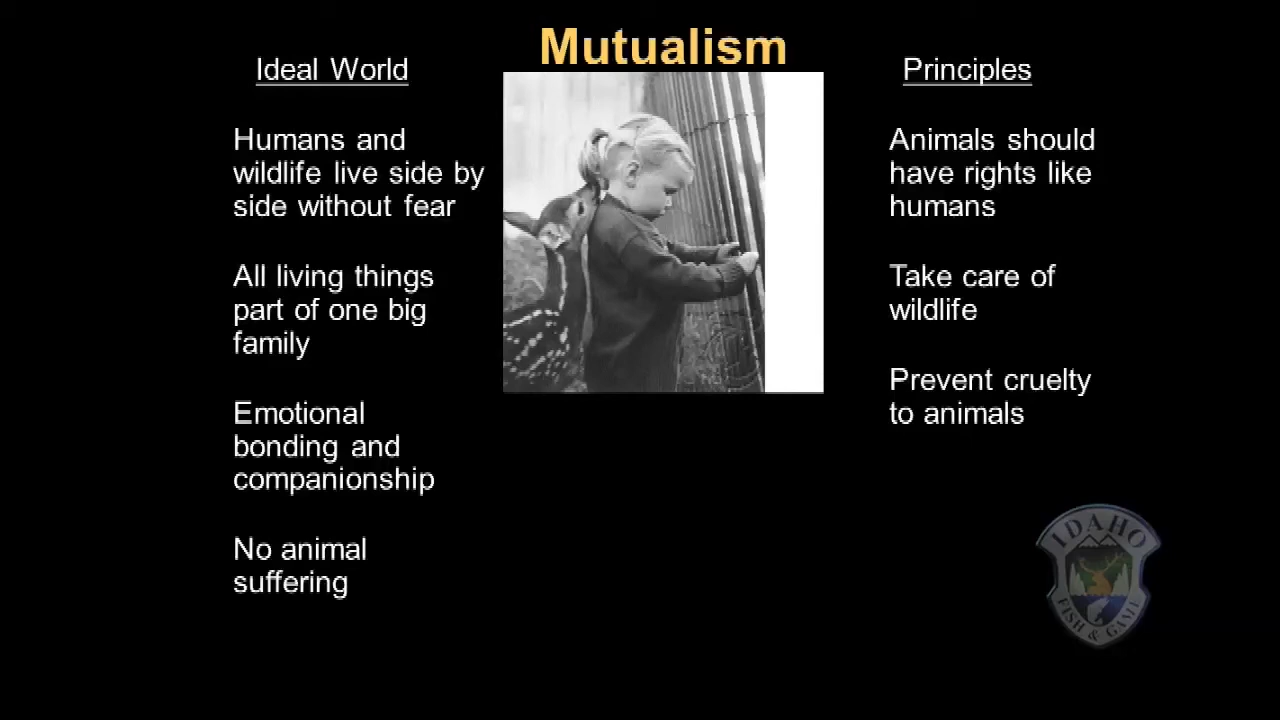 Mutualism
Ideal World
Humans and
wildlife live side by
side without fear
All living things
part of one big
family
Emotional
bonding and
companionship
No animal
suffering
Principles
Animals should
have rights like
humans
Take care of
wildlife
Prevent cruelty
to animals
IDAHO
FISH & GAME